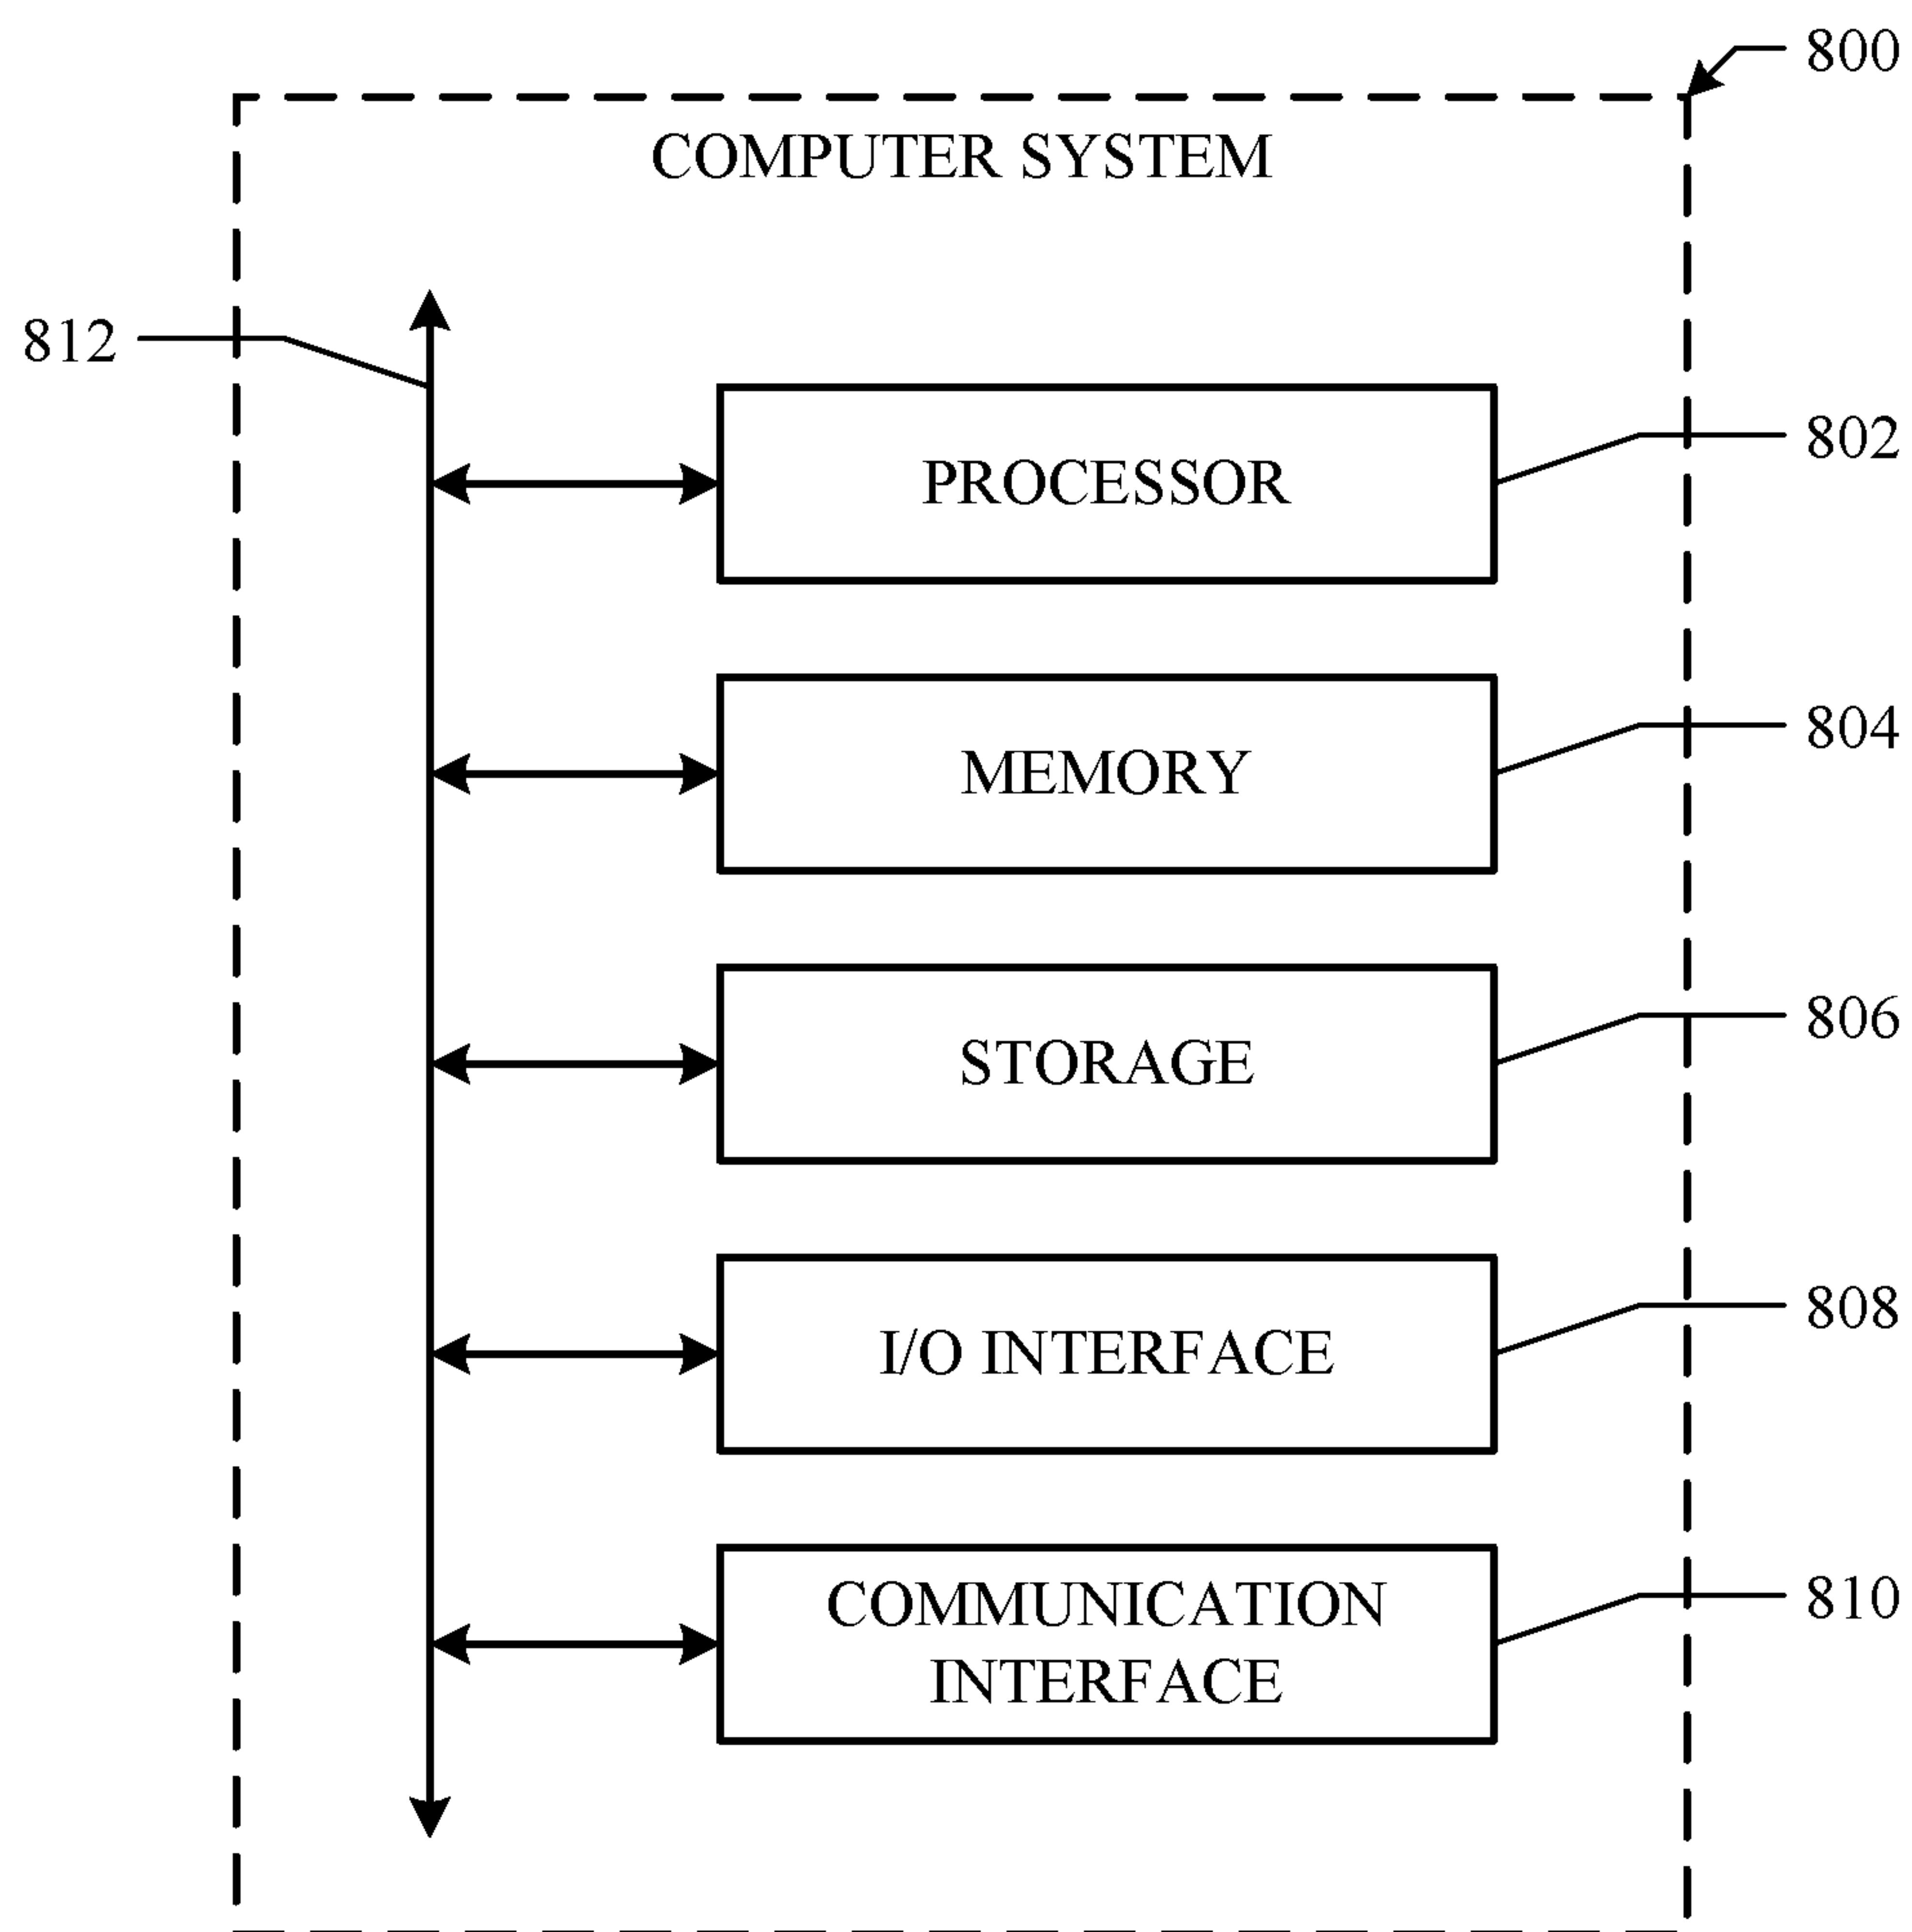 800
COMPUTER SYSTEM
812
PROCESSOR
802
MEMORY
804
STORAGE
806
I/O INTERFACE
808
COMMUNICATION
INTERFACE
810